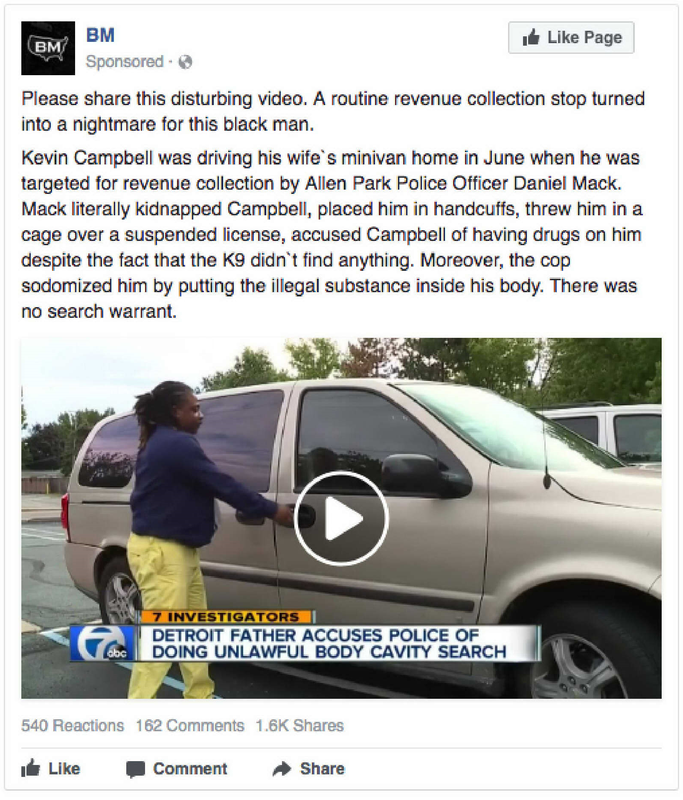 BM
BM
Like Page
Sponsored ·
Please share this disturbing video. A routine revenue collection stop turned
into a nightmare for this black man.
Kevin Campbell was driving his wife`s minivan home in June when he was
targeted for revenue collection by Allen Park Police Officer Daniel Mack.
Mack literally kidnapped Campbell, placed him in handcuffs, threw him in a
cage over a suspended license, accused Campbell of having drugs on him
despite the fact that the K9 didn`t find anything. Moreover, the cop
sodomized him by putting the illegal substance inside his body. There was
no search warrant.
7 INVESTIGATORS
7 abc
DETROIT FATHER ACCUSES POLICE OF
DOING UNLAWFUL BODY CAVITY SEARCH
540 Reactions 162 Comments 1.6K Shares
Like Comment Share